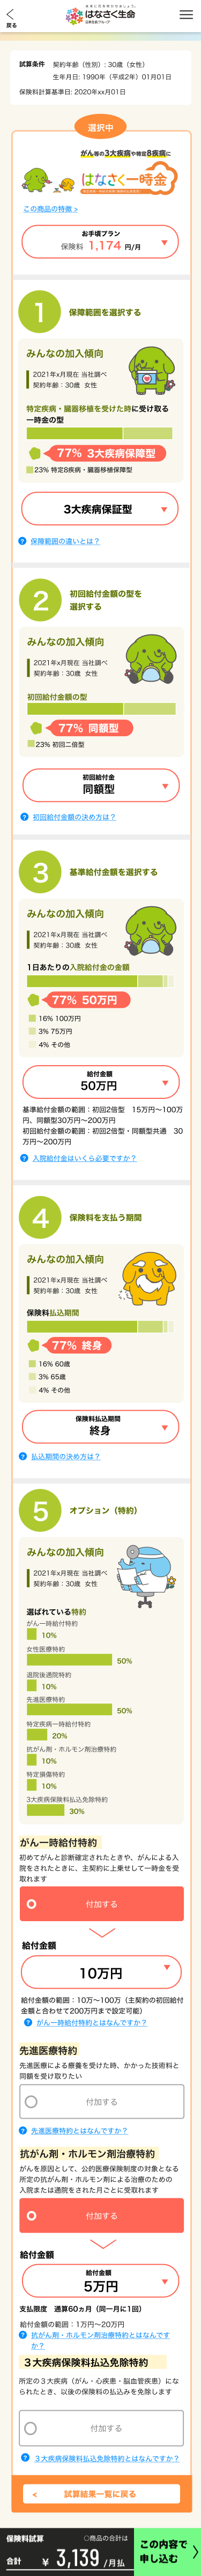 戻る
未来に花を咲かせましょう。
はなさく生命
日本生命グループ
試算条件 契約年齢（性別）: 30歳（女性）
生年月日: 1990年（平成2年）01月01日
保険料計算基準日: 2020年xx月01日
選択中
がん等の3大疾病や特定8疾病に
はなさく一時金
この商品の特徴 >
お手頃プラン
保険料 1,174 円/月
1 保障範囲を選択する
みんなの加入傾向
2021年x月現在 当社調べ
契約年齢：30歳 女性
特定疾病・臓器移植を受けた時に受け取る
一時金の型
77% 3大疾病保障型
23% 特定8疾病・臓器移植保障型
3大疾病保証型
? 保障範囲の違いとは？
2 初回給付金額の型を
選択する
みんなの加入傾向
2021年x月現在 当社調べ
契約年齢：30歳 女性
初回給付金額の型
77% 同額型
23% 初回二倍型
初回給付金
同額型
? 初回給付金額の決め方は？
3 基準給付金額を選択する
みんなの加入傾向
2021年x月現在 当社調べ
契約年齢：30歳 女性
1日あたりの入院給付金の金額
77% 50万円
16% 100万円
3% 75万円
4% その他
給付金額
50万円
基準給付金額の範囲：初回2倍型 15万円〜100万
円、同額型30万円〜200万円
初回給付金額の範囲：初回2倍型・同額型共通 30
万円〜200万円
? 入院給付金はいくら必要ですか？
4 保険料を支払う期間
みんなの加入傾向
2021年x月現在 当社調べ
契約年齢：30歳 女性
保険料払込期間
77% 終身
16% 60歳
3% 65歳
4% その他
保険料払込期間
終身
? 払込期間の決め方は？
5 オプション（特約）
みんなの加入傾向
2021年x月現在 当社調べ
契約年齢：30歳 女性
選ばれている特約
がん一時給付特約
10%
女性医療特約
50%
退院後通院特約
10%
先進医療特約
50%
特定疾病一時給付特約
20%
抗がん剤・ホルモン剤治療特約
10%
特定損傷特約
10%
3大疾病保険料払込免除特約
30%
がん一時給付特約
初めてがんと診断確定されたときや、がんによる入
院をされたときに、主契約に上乗せして一時金を受
取れます
付加する
給付金額
10万円
給付金額の範囲：10万〜100万（主契約の初回給付
金額と合わせて200万円まで設定可能）
? がん一時給付特約とはなんですか？
先進医療特約
先進医療による療養を受けた時、かかった技術料と
同額を受け取りたい
付加する
? 先進医療特約とはなんですか？
抗がん剤・ホルモン剤治療特約
がんを原因として、公的医療保険制度の対象となる
所定の抗がん剤・ホルモン剤による治療のための
入院または通院をされた月ごとに受取れます
付加する
給付金額
給付金額
5万円
支払限度 通算60ヵ月（同一月に1回）
給付金額の範囲：1万円〜20万円
? 抗がん剤・ホルモン剤治療特約とはなんです
か？
３大疾病保険料払込免除特約
所定の３大疾病（がん・心疾患・脳血管疾患）にな
られたとき、以後の保険料の払込みを免除します
付加する
? ３大疾病保険料払込免除特約とはなんですか？
< 試算結果一覧に戻る
保険料試算 ○商品の合計は
合計 ￥ 3,139 /月払
この内容で
申し込む